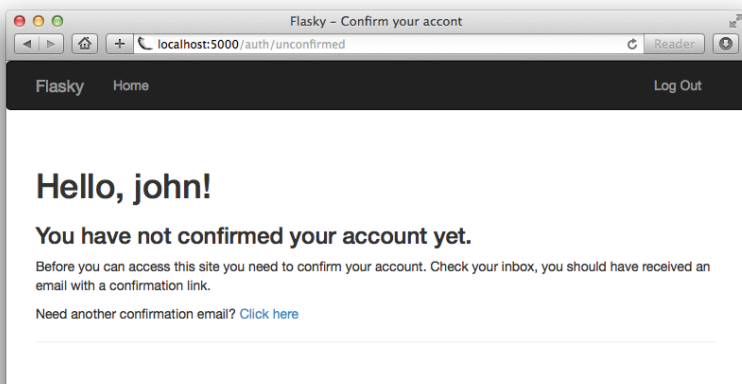 Flasky – Confirm your accont
localhost:5000/auth/unconfirmed
Reader
Flasky Home Log Out
Hello, john!
You have not confirmed your account yet.
Before you can access this site you need to confirm your account. Check your inbox, you should have received an
email with a confirmation link.
Need another confirmation email? Click here